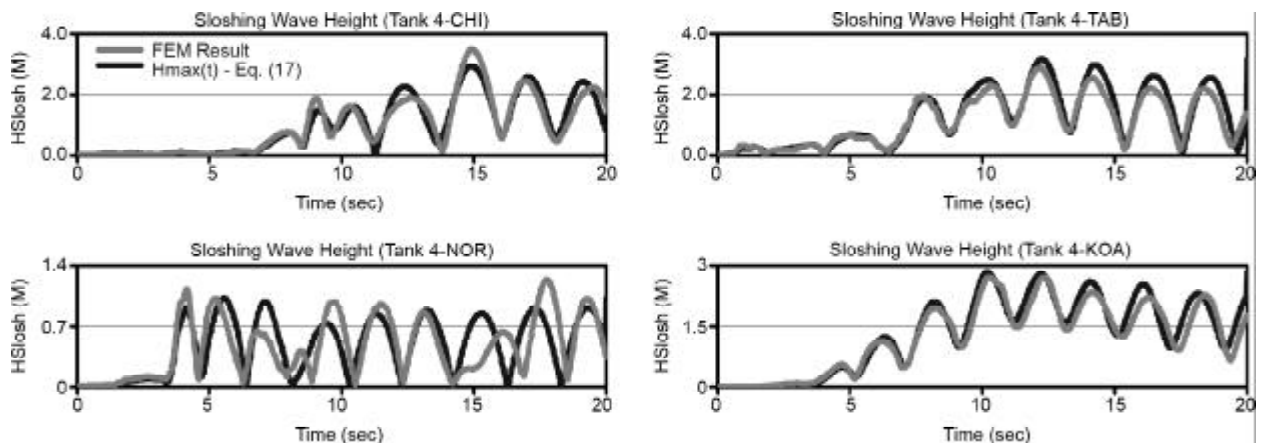 Sloshing Wave Height (Tank 4-CHI)
4.0
2.0
0.0
HSlosh (M)
FEM Result
Hmax(t) - Eq. (17)
0 5 10 15 20
Time (sec)
Sloshing Wave Height (Tank 4-TAB)
4.0
2.0
0.0
HSlosh (M)
0 5 10 15 20
Time (sec)
Sloshing Wave Height (Tank 4-NOR)
1.4
0.7
0
HSlosh (M)
0 5 10 15 20
Time (sec)
Sloshing Wave Height (Tank 4-KOA)
3
1.5
0
HSlosh (M)
0 5 10 15 20
Time (sec)